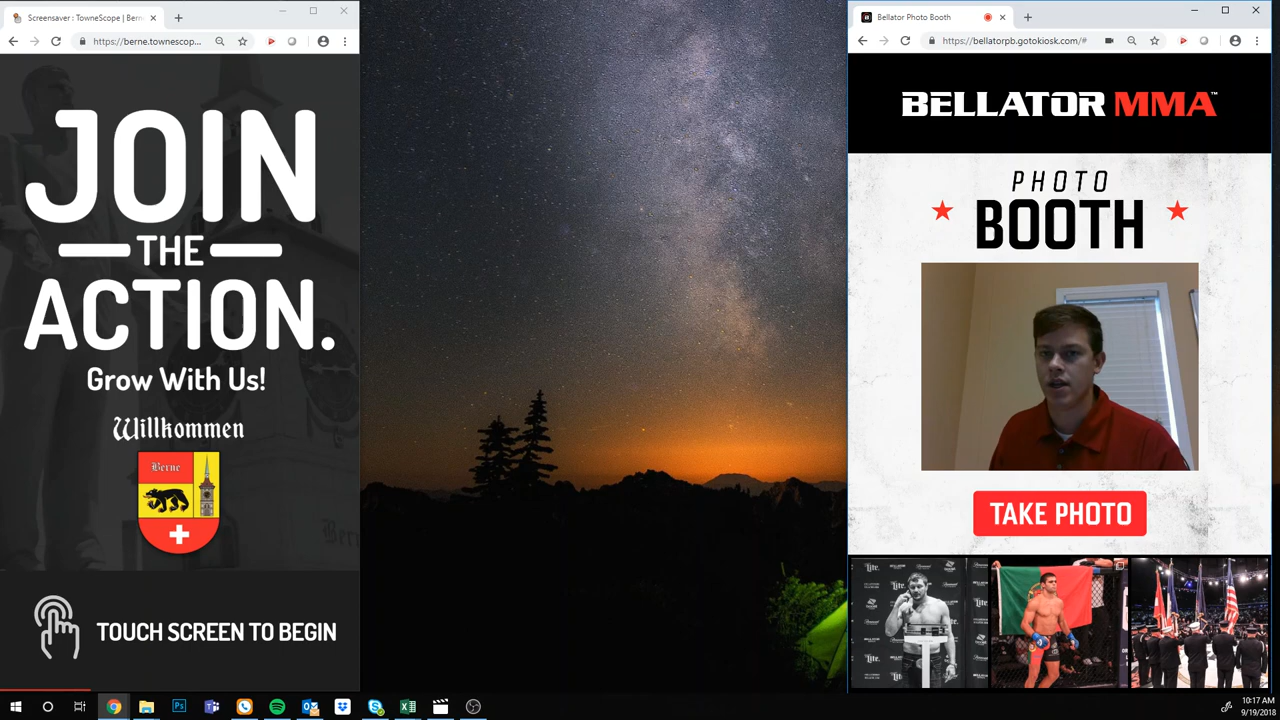 Screensaver : TowneScope | Bern
https://berne.townescop...
JOIN
THE
ACTION.
Grow With Us!
Willkommen
Berne
TOUCH SCREEN TO BEGIN
Bellator Photo Booth
https://bellatorpb.gotokiosk.com/#
BELLATOR MMA™
PHOTO
BOOTH
TAKE PHOTO
10:17 AM
9/19/2018